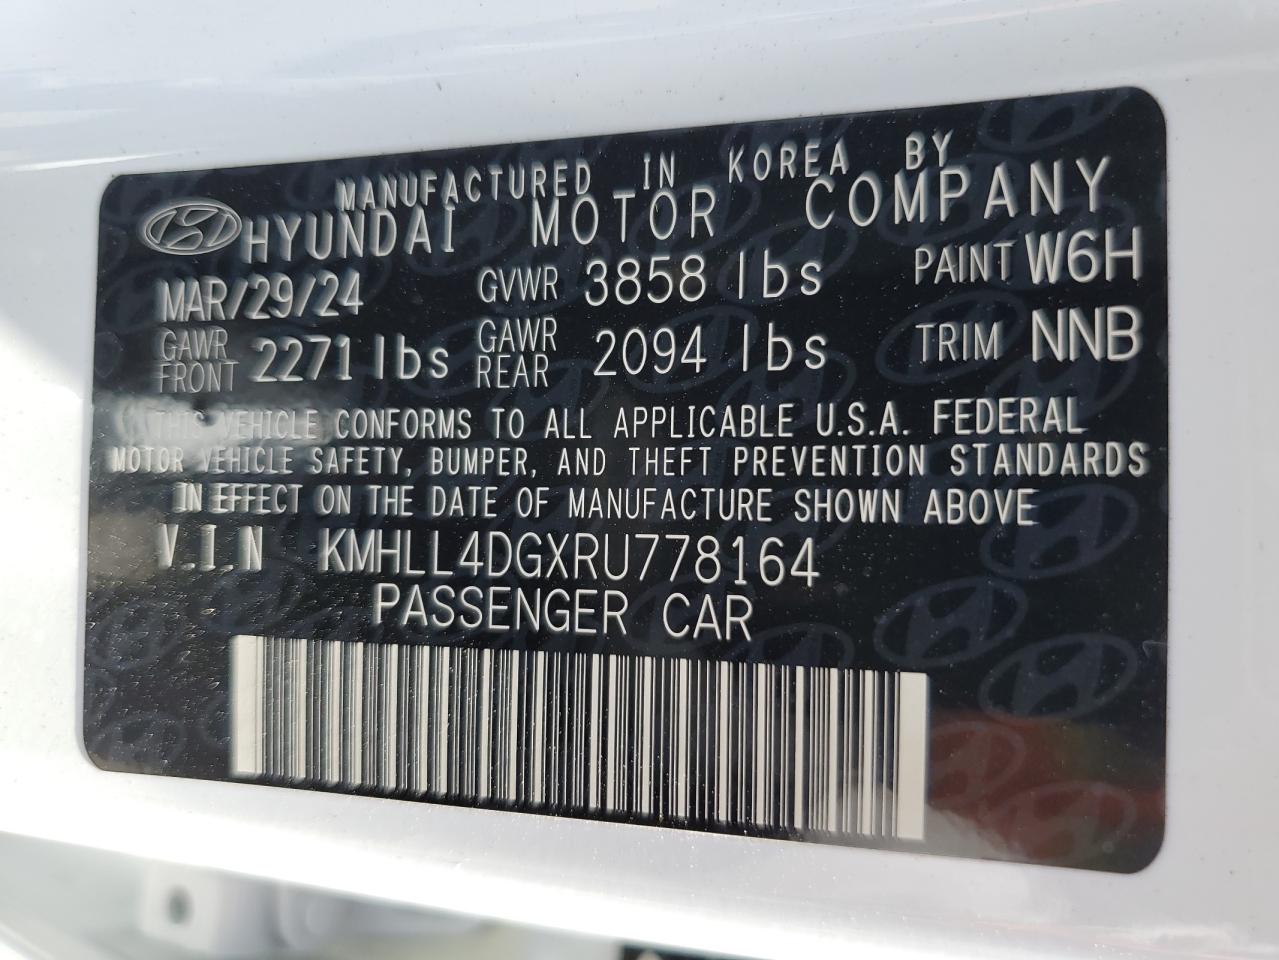 MANUFACTURED IN KOREA BY
HYUNDAI MOTOR COMPANY
MAR/29/24 GVWR 3858 lbs PAINT W6H
GAWR FRONT 2271 lbs GAWR REAR 2094 lbs TRIM NNB
THIS VEHICLE CONFORMS TO ALL APPLICABLE U.S.A. FEDERAL
MOTOR VEHICLE SAFETY, BUMPER, AND THEFT PREVENTION STANDARDS
IN EFFECT ON THE DATE OF MANUFACTURE SHOWN ABOVE
V.I.N KMHLL4DGXRU778164
PASSENGER CAR